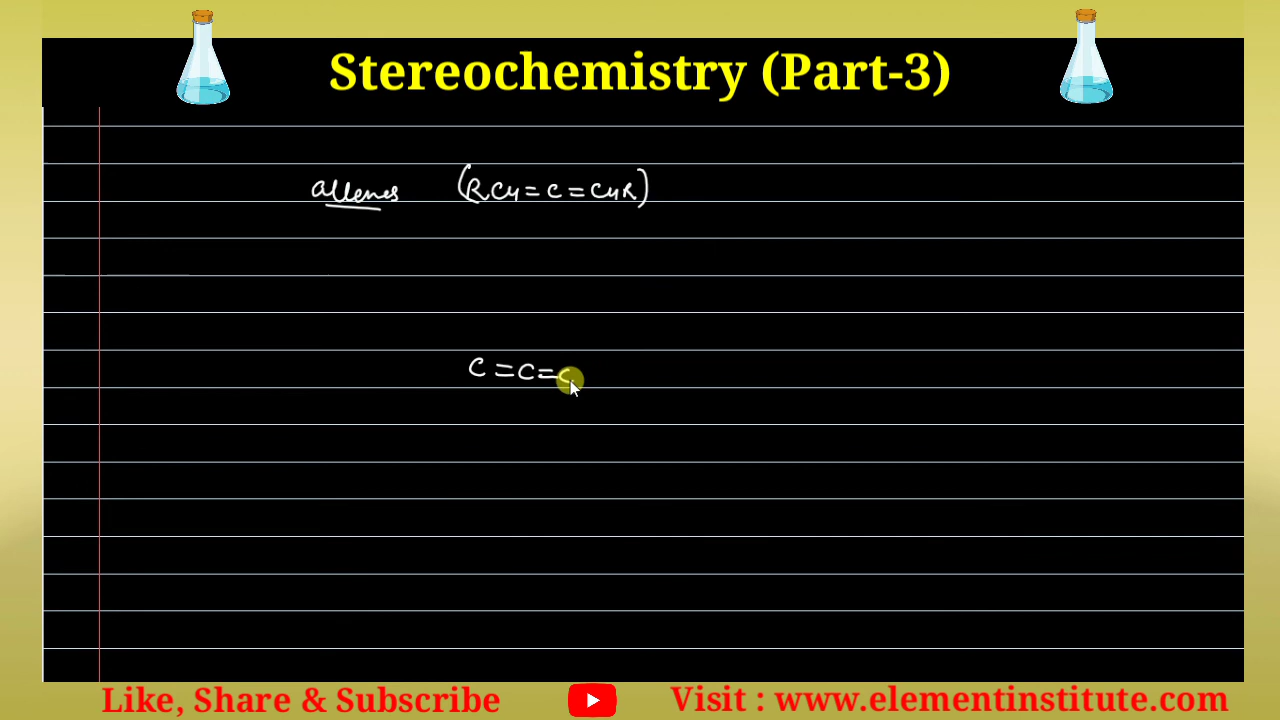 Stereochemistry (Part-3)
allenes (RCH=C=CHR)
C=C=C
Like, Share & Subscribe Visit : www.elementinstitute.com